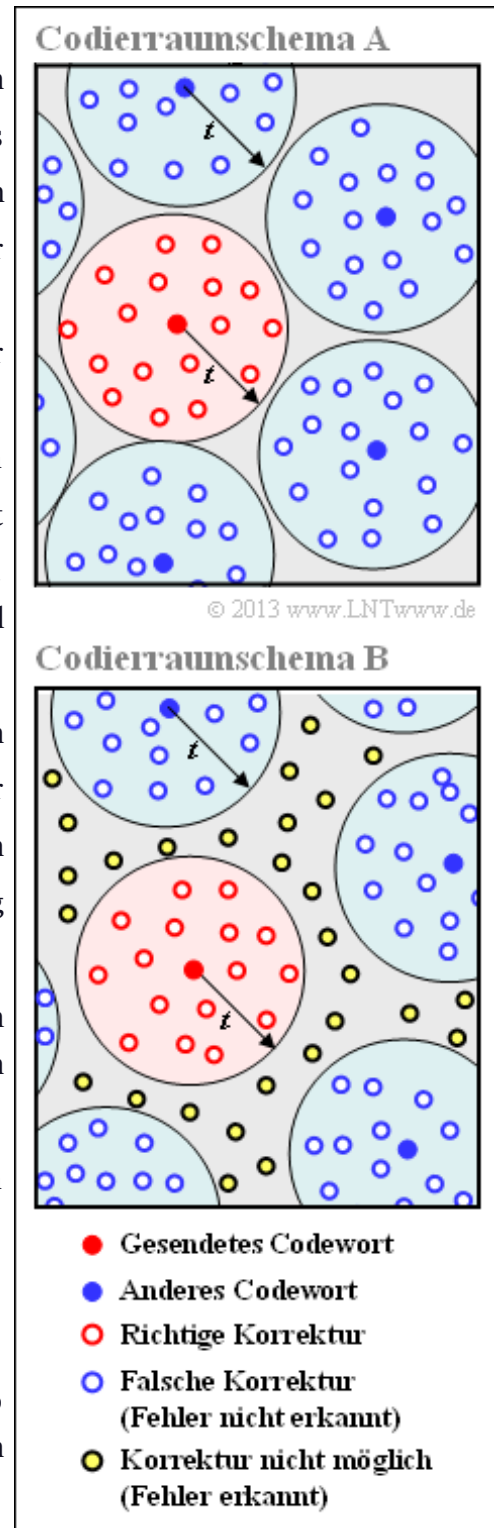 Codierraumschema A
t
t
© 2013 www.LNTwww.de
Codierraumschema B
t
t
Gesendetes Codewort
Anderes Codewort
Richtige Korrektur
Falsche Korrektur
(Fehler nicht erkannt)
Korrektur nicht möglich
(Fehler erkannt)